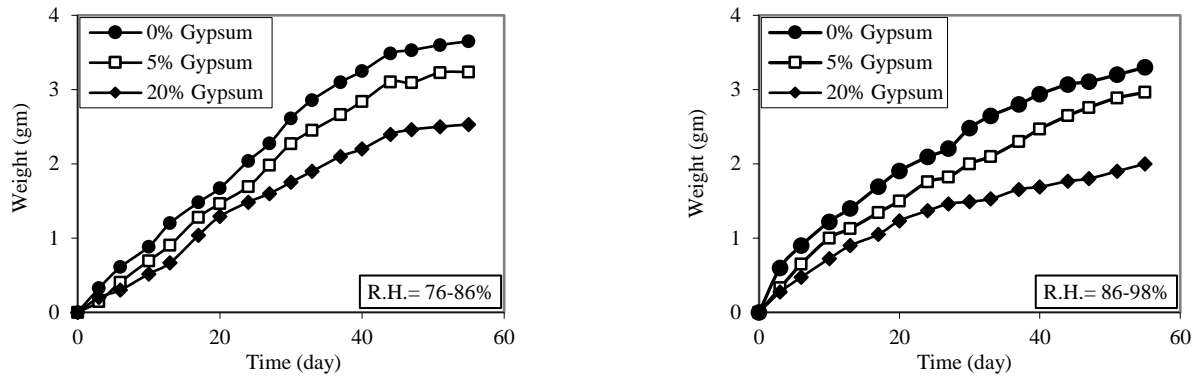 4
3
2
1
0
0% Gypsum
5% Gypsum
20% Gypsum
Weight (gm)
R.H.= 76-86%
0 20 40 60
Time (day)
4
3
2
1
0
0% Gypsum
5% Gypsum
20% Gypsum
Weight (gm)
R.H.= 86-98%
0 20 40 60
Time (day)